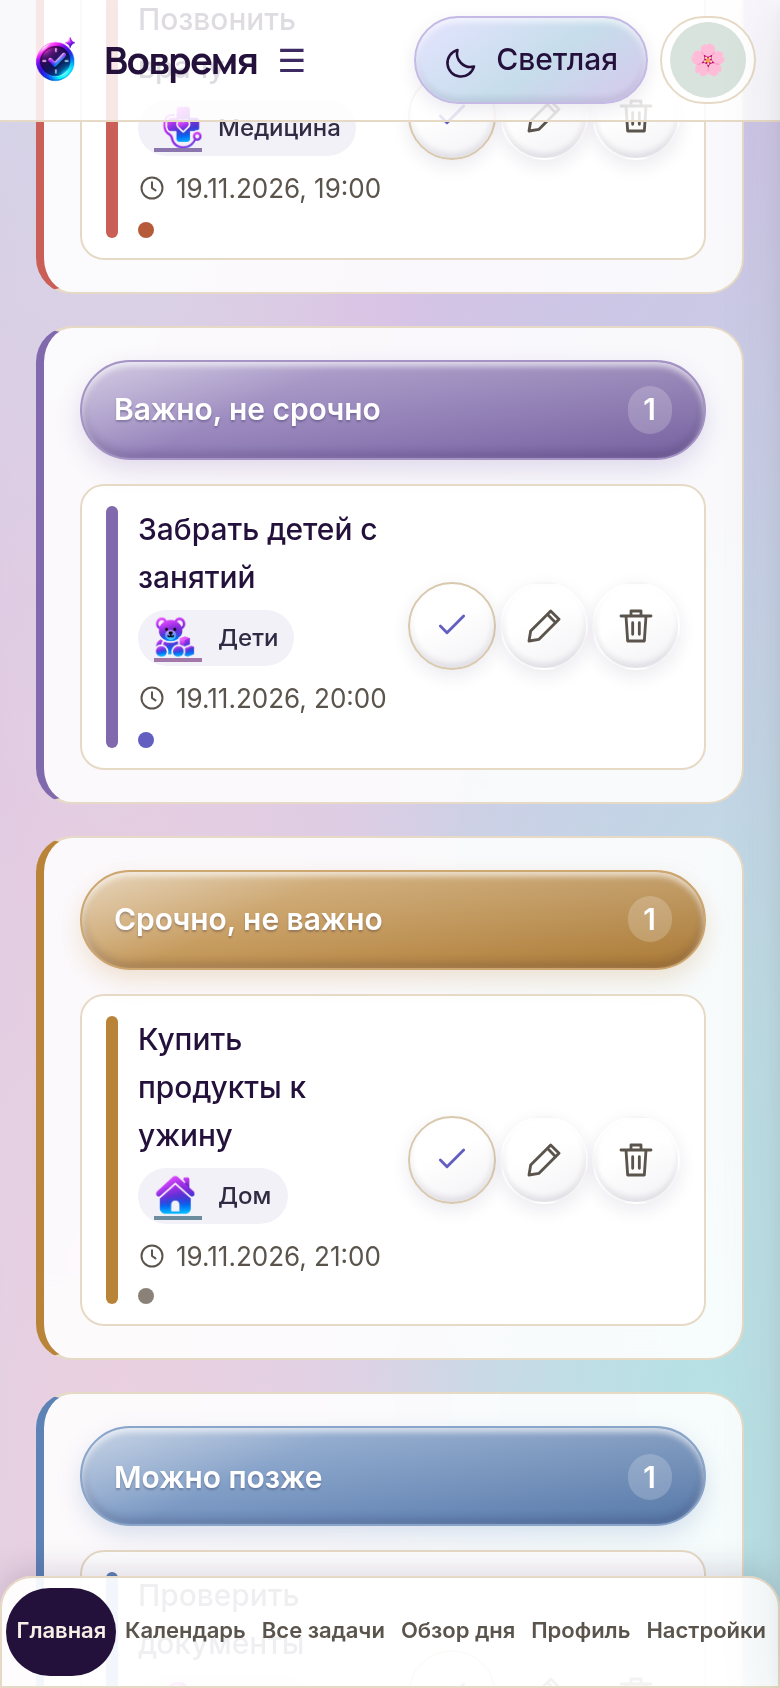 Позвонить
врачу
Вовремя
Светлая
Медицина
19.11.2026, 19:00
Важно, не срочно 1
Забрать детей с
занятий
Дети
19.11.2026, 20:00
Срочно, не важно 1
Купить
продукты к
ужину
Дом
19.11.2026, 21:00
Можно позже 1
Проверить
документы
Главная Календарь Все задачи Обзор дня Профиль Настройки